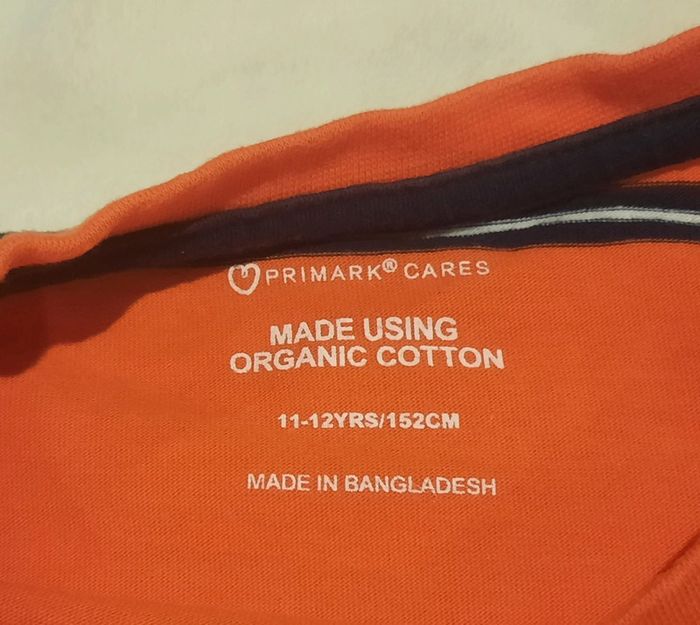 PRIMARK® CARES
MADE USING
ORGANIC COTTON
11-12YRS/152CM
MADE IN BANGLADESH